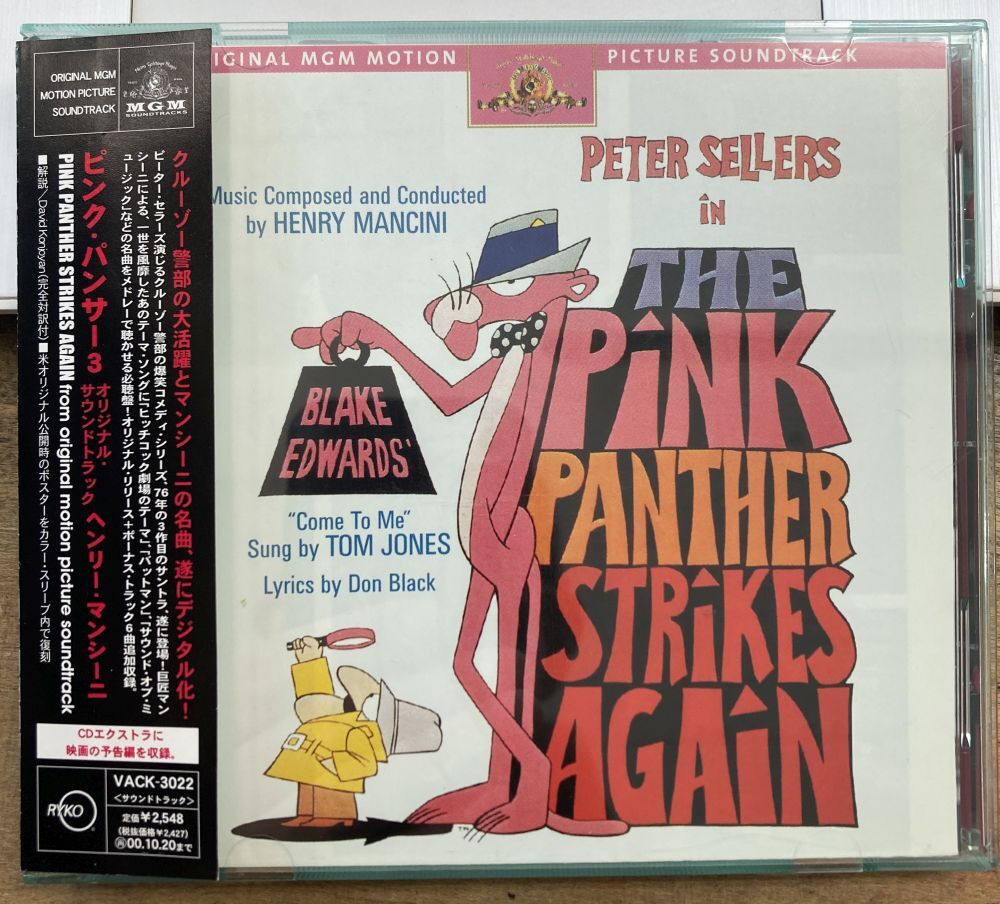 ORIGINAL MGM
MOTION PICTURE
SOUNDTRACK
MGM
SOUNDTRACKS
クルーゾー警部の大活躍とマンシーニの名曲、遂にデジタル化!
ピーター・セラーズ演じるクルーゾー警部の爆笑コメディ・シリーズ、76年の3作目のサントラ、遂に登場!巨匠マン
シーニによる、一世を風靡したあのテーマ・ソングに「ヒッチコック劇場のテーマ」、「バットマン」、「サウンド・オブ・ミ
ュージック」などの名曲をメドレーで聴かせる必聴盤!オリジナル・リリース+ボーナス・トラック6曲追加収録。
ピンク・パンサー3 オリジナル・
サウンドトラック ヘンリー・マンシーニ
PINK PANTHER STRIKES AGAIN from original motion picture soundtrack
■解説/David Konjoyan(完全対訳付) ■米オリジナル公開時のポスターをカラー・スリーブ内で復刻
CDエクストラに
映画の予告編を収録。
RYKO
VACK-3022
<サウンドトラック>
定価¥2,548
(税抜価格¥2,427)
再00.10.20まで
IGINAL MGM MOTION PICTURE SOUNDTRACK
PETER SELLERS
iN
Music Composed and Conducted
by HENRY MANCINI
THE
PiNK
PANTHER
STRiKES
AGAiN
BLAKE
EDWARDS'
"Come To Me"
Sung by TOM JONES
Lyrics by Don Black
TM